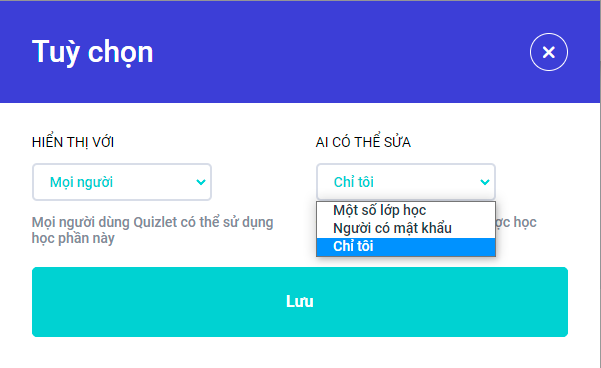 Tuỳ chọn
HIỂN THỊ VỚI
Mọi người
Mọi người dùng Quizlet có thể sử dụng
học phần này
AI CÓ THỂ SỬA
Chỉ tôi
Một số lớp học
Người có mật khẩu
Chỉ tôi
học
Lưu